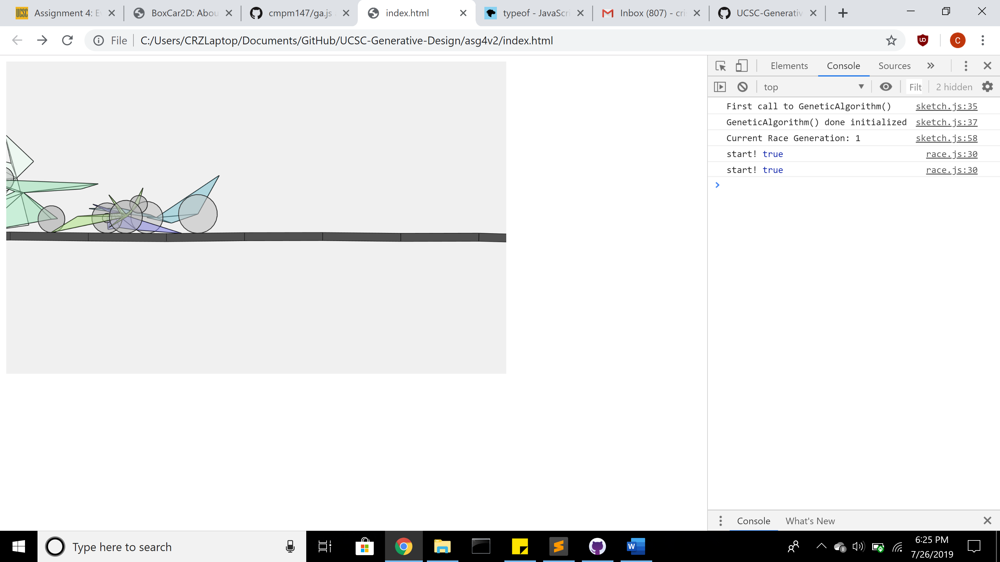 UCSC Assignment 4: E
BoxCar2D: Abou
cmpm147/ga.js
index.html
typeof - JavaScri
Inbox (807) - cri
UCSC-Generativ
File C:/Users/CRZLaptop/Documents/GitHub/UCSC-Generative-Design/asg4v2/index.html
C
Elements Console Sources
top Filt 2 hidden
First call to GeneticAlgorithm() sketch.js:35
GeneticAlgorithm() done initialized sketch.js:37
Current Race Generation: 1 sketch.js:58
start! true race.js:30
start! true race.js:30
Console What's New
Type here to search
W
6:25 PM
7/26/2019